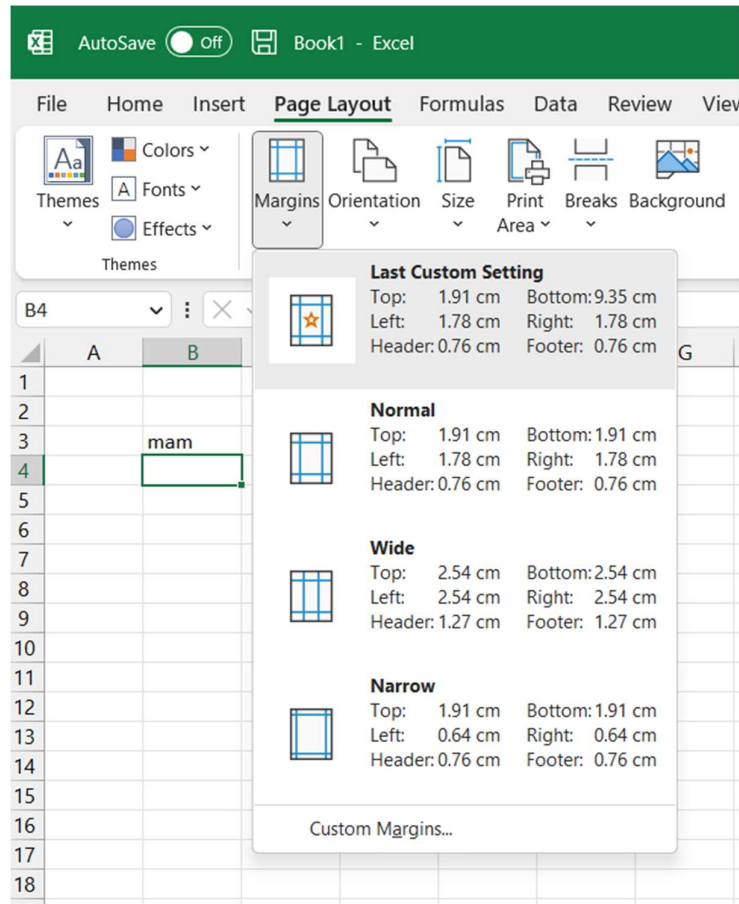 AutoSave Off Book1 - Excel
File Home Insert Page Layout Formulas Data Review View
Aa Colors
A Fonts
Themes Effects Margins Orientation Size Print Area Breaks Background
Themes
Last Custom Setting
Top: 1.91 cm Bottom: 9.35 cm
B4 Left: 1.78 cm Right: 1.78 cm
Header: 0.76 cm Footer: 0.76 cm
A B G
1
2 Normal
3 mam Top: 1.91 cm Bottom: 1.91 cm
4 Left: 1.78 cm Right: 1.78 cm
5 Header: 0.76 cm Footer: 0.76 cm
6
7 Wide
8 Top: 2.54 cm Bottom: 2.54 cm
9 Left: 2.54 cm Right: 2.54 cm
10 Header: 1.27 cm Footer: 1.27 cm
11 Narrow
12 Top: 1.91 cm Bottom: 1.91 cm
13 Left: 0.64 cm Right: 0.64 cm
14 Header: 0.76 cm Footer: 0.76 cm
15
16 Custom Margins...
17
18